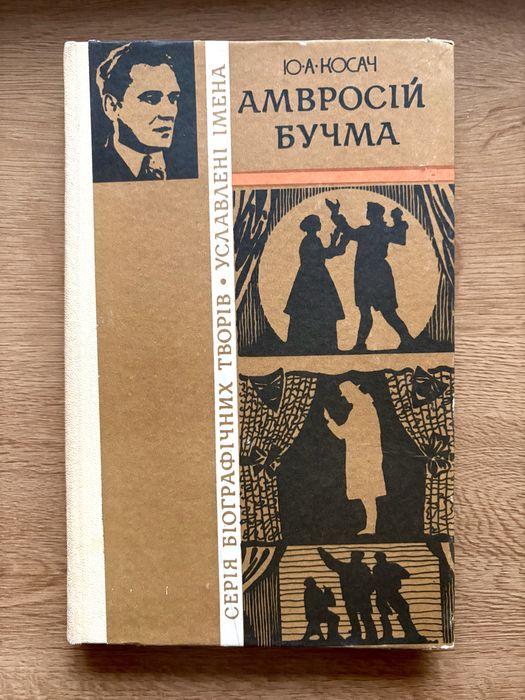 Ю·А·КОСАЧ
АМВРОСІЙ
БУЧМА
СЕРІЯ БІОГРАФІЧНИХ ТВОРІВ · УСЛАВЛЕНІ ІМЕНА